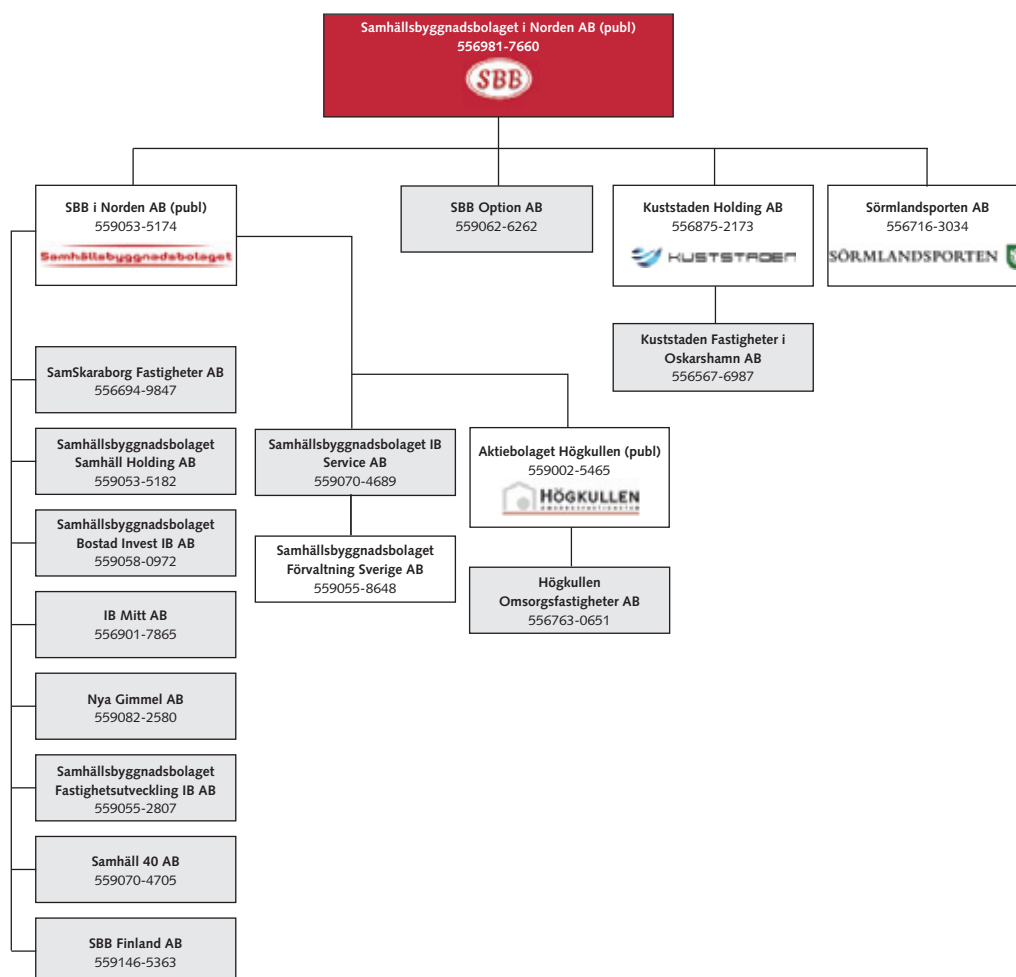 Samhällsbyggnadsbolaget i Norden AB (publ)
556981-7660
SBB
SBB i Norden AB (publ)
559053-5174
Samhällsbyggnadsbolaget
SBB Option AB
559062-6262
Kuststaden Holding AB
556875-2173
KUSTSTADEN
Sörmlandsporten AB
556716-3034
SÖRMLANDSPORTEN
Kuststaden Fastigheter i
Oskarshamn AB
556567-6987
SamSkaraborg Fastigheter AB
556694-9847
Samhällsbyggnadsbolaget
Samhäll Holding AB
559053-5182
Samhällsbyggnadsbolaget IB
Service AB
559070-4689
Aktiebolaget Högkullen (publ)
559002-5465
HÖGKULLEN
OMSORGSFASTIGHETER
Samhällsbyggnadsbolaget
Bostad Invest IB AB
559058-0972
Samhällsbyggnadsbolaget
Förvaltning Sverige AB
559055-8648
Högkullen
Omsorgsfastigheter AB
556763-0651
IB Mitt AB
556901-7865
Nya Gimmel AB
559082-2580
Samhällsbyggnadsbolaget
Fastighetsutveckling IB AB
559055-2807
Samhäll 40 AB
559070-4705
SBB Finland AB
559146-5363